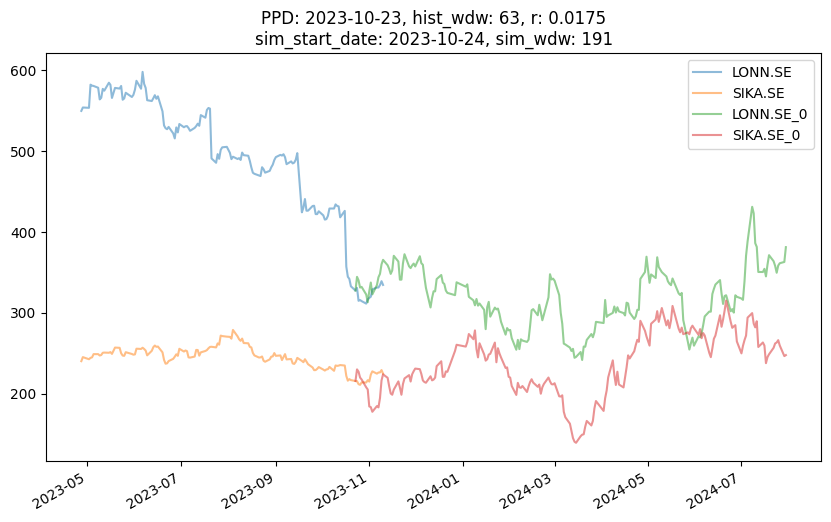 PPD: 2023-10-23, hist_wdw: 63, r: 0.0175
sim_start_date: 2023-10-24, sim_wdw: 191
LONN.SE
SIKA.SE
LONN.SE_0
SIKA.SE_0
600
500
400
300
200
2023-05
2023-07
2023-09
2023-11
2024-01
2024-03
2024-05
2024-07